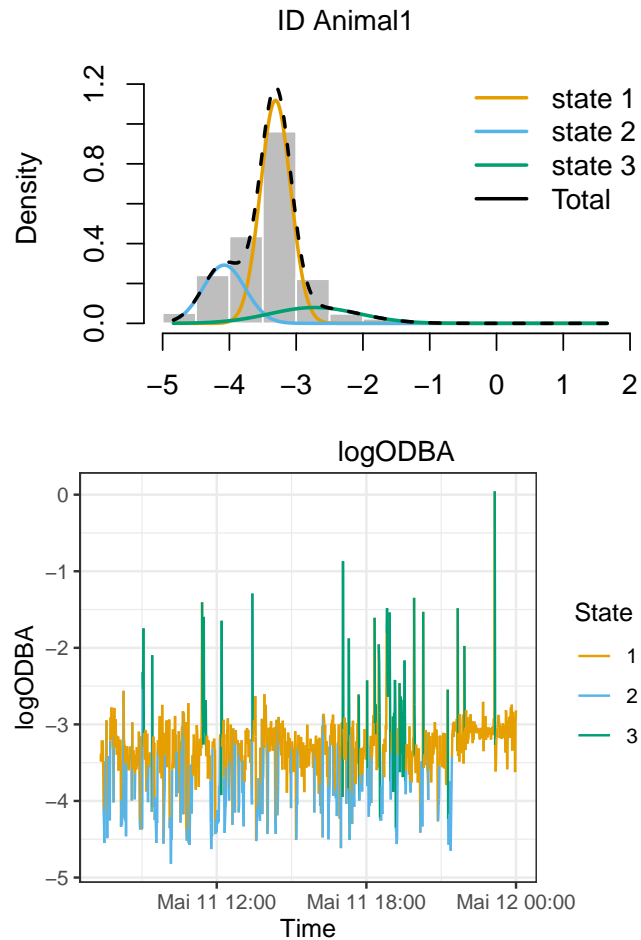 ID Animal1
Density
0.0 0.4 0.8 1.2
state 1
state 2
state 3
Total
−5 −4 −3 −2 −1 0 1 2
logODBA
logODBA
0
−1
−2
−3
−4
−5
State
1
2
3
Mai 11 12:00 Mai 11 18:00 Mai 12 00:00
Time